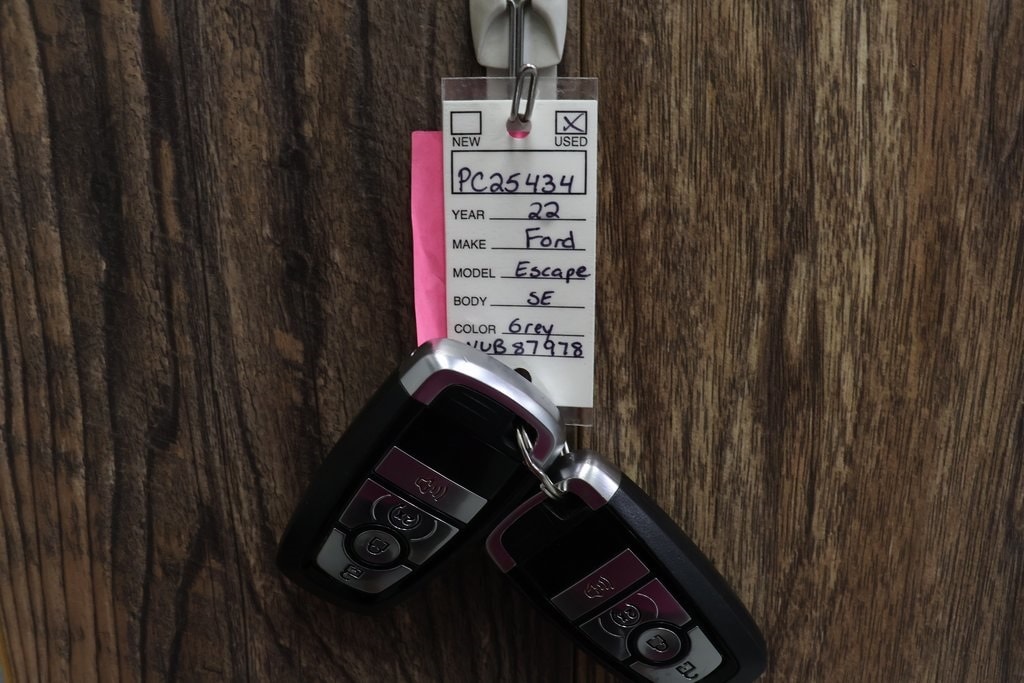 NEW USED
PC25434
YEAR 22
MAKE Ford
MODEL Escape
BODY SE
COLOR Grey
UB87978